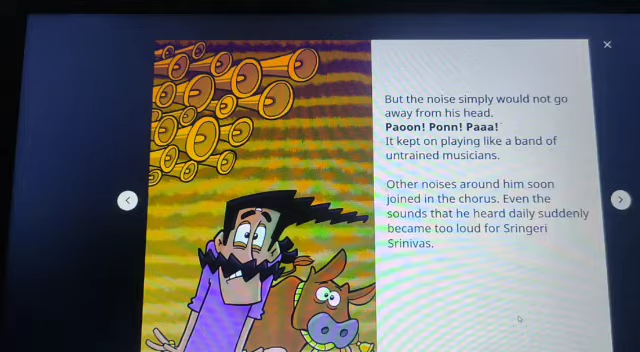 But the noise simply would not go
away from his head.
Paoon! Ponn! Paaa!
It kept on playing like a band of
untrained musicians.
Other noises around him soon
joined in the chorus. Even the
sounds that he heard daily suddenly
became too loud for Sringeri
Srinivas.